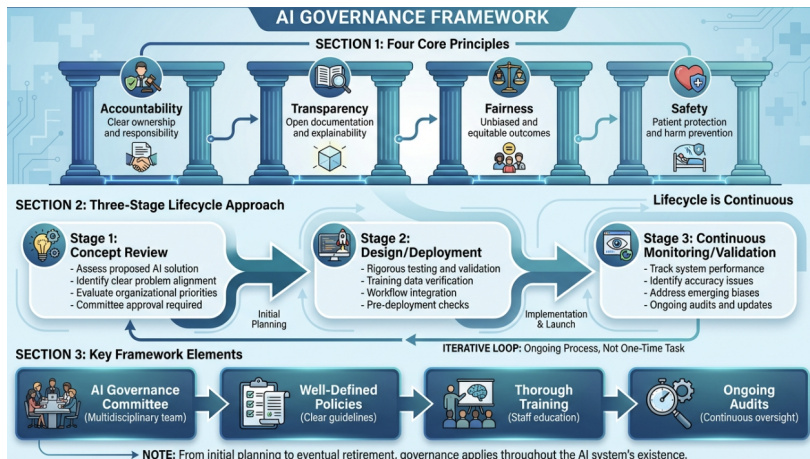 AI GOVERNANCE FRAMEWORK
SECTION 1: Four Core Principles
Accountability
Clear ownership
and responsibility
Transparency
Open documentation
and explainability
Fairness
Unbiased and
equitable outcomes
Safety
Patient protection
and harm prevention
SECTION 2: Three-Stage Lifecycle Approach
Lifecycle is Continuous
Stage 1:
Concept Review
- Assess proposed AI solution
- Identify clear problem alignment
- Evaluate organizational priorities
- Committee approval required
Initial
Planning
Stage 2:
Design/Deployment
- Rigorous testing and validation
- Training data verification
- Workflow integration
- Pre-deployment checks
Implementation
& Launch
Stage 3: Continuous
Monitoring/Validation
- Track system performance
- Identify accuracy issues
- Address emerging biases
- Ongoing audits and updates
ITERATIVE LOOP: Ongoing Process, Not One-Time Task
SECTION 3: Key Framework Elements
AI Governance
Committee
(Multidisciplinary team)
Well-Defined
Policies
(Clear guidelines)
Thorough
Training
(Staff education)
Ongoing
Audits
(Continuous oversight)
NOTE: From initial planning to eventual retirement, governance applies throughout the AI system's existence.